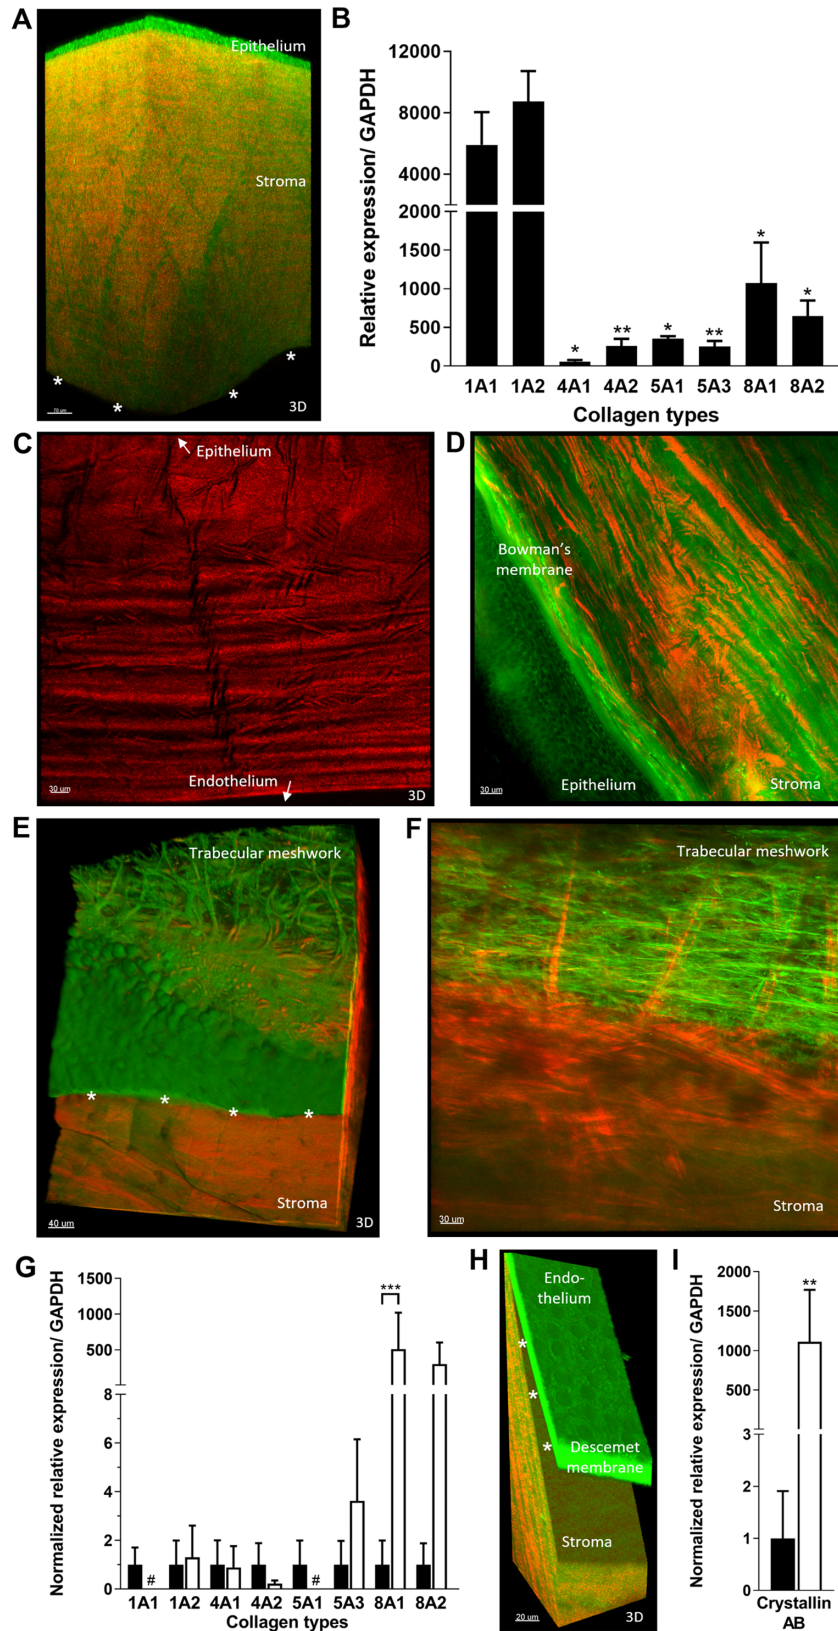 A
Epithelium
Stroma
*
*
*
*
70 um
3D
B
Relative expression/ GAPDH
12000
8000
4000
2000
1000
500
0
*
**
*
**
*
*
1A1 1A2 4A1 4A2 5A1 5A3 8A1 8A2
Collagen types
C
Epithelium
Endothelium
30 um
3D
D
Bowman's
membrane
Epithelium
Stroma
30 um
E
Trabecular meshwork
* * * *
Stroma
40 um
3D
F
Trabecular meshwork
Stroma
30 um
G
Normalized relative expression/ GAPDH
1500
1000
500
8
6
4
2
0
***
#
#
1A1 1A2 4A1 4A2 5A1 5A3 8A1 8A2
Collagen types
H
Endo-
thelium
*
*
*
Descemet
membrane
Stroma
20 um
3D
I
Normalized relative expression/ GAPDH
2000
1500
1000
500
3
2
1
0
**
Crystallin
AB